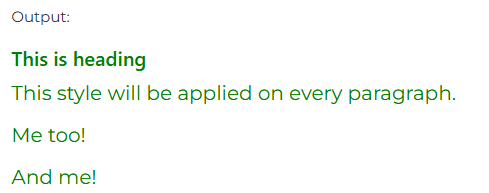 Output:
This is heading
This style will be applied on every paragraph.
Me too!
And me!